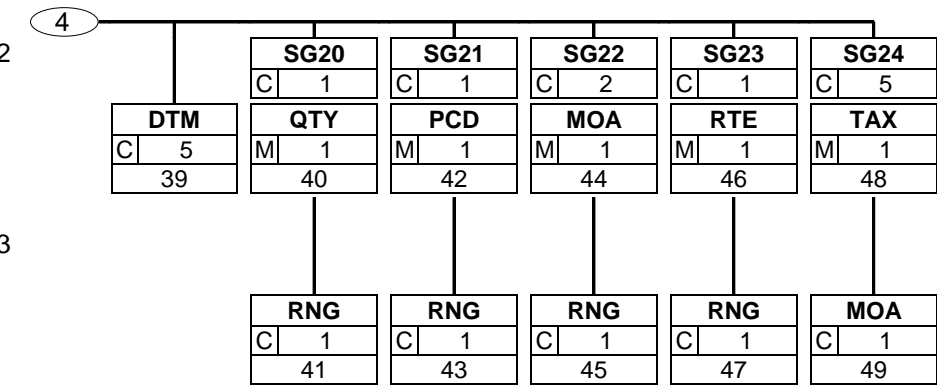 4
2
SG20 SG21 SG22 SG23 SG24
C 1 C 1 C 2 C 1 C 5
DTM QTY PCD MOA RTE TAX
C 5 M 1 M 1 M 1 M 1 M 1
39 40 42 44 46 48
3
RNG RNG RNG RNG MOA
C 1 C 1 C 1 C 1 C 1
41 43 45 47 49